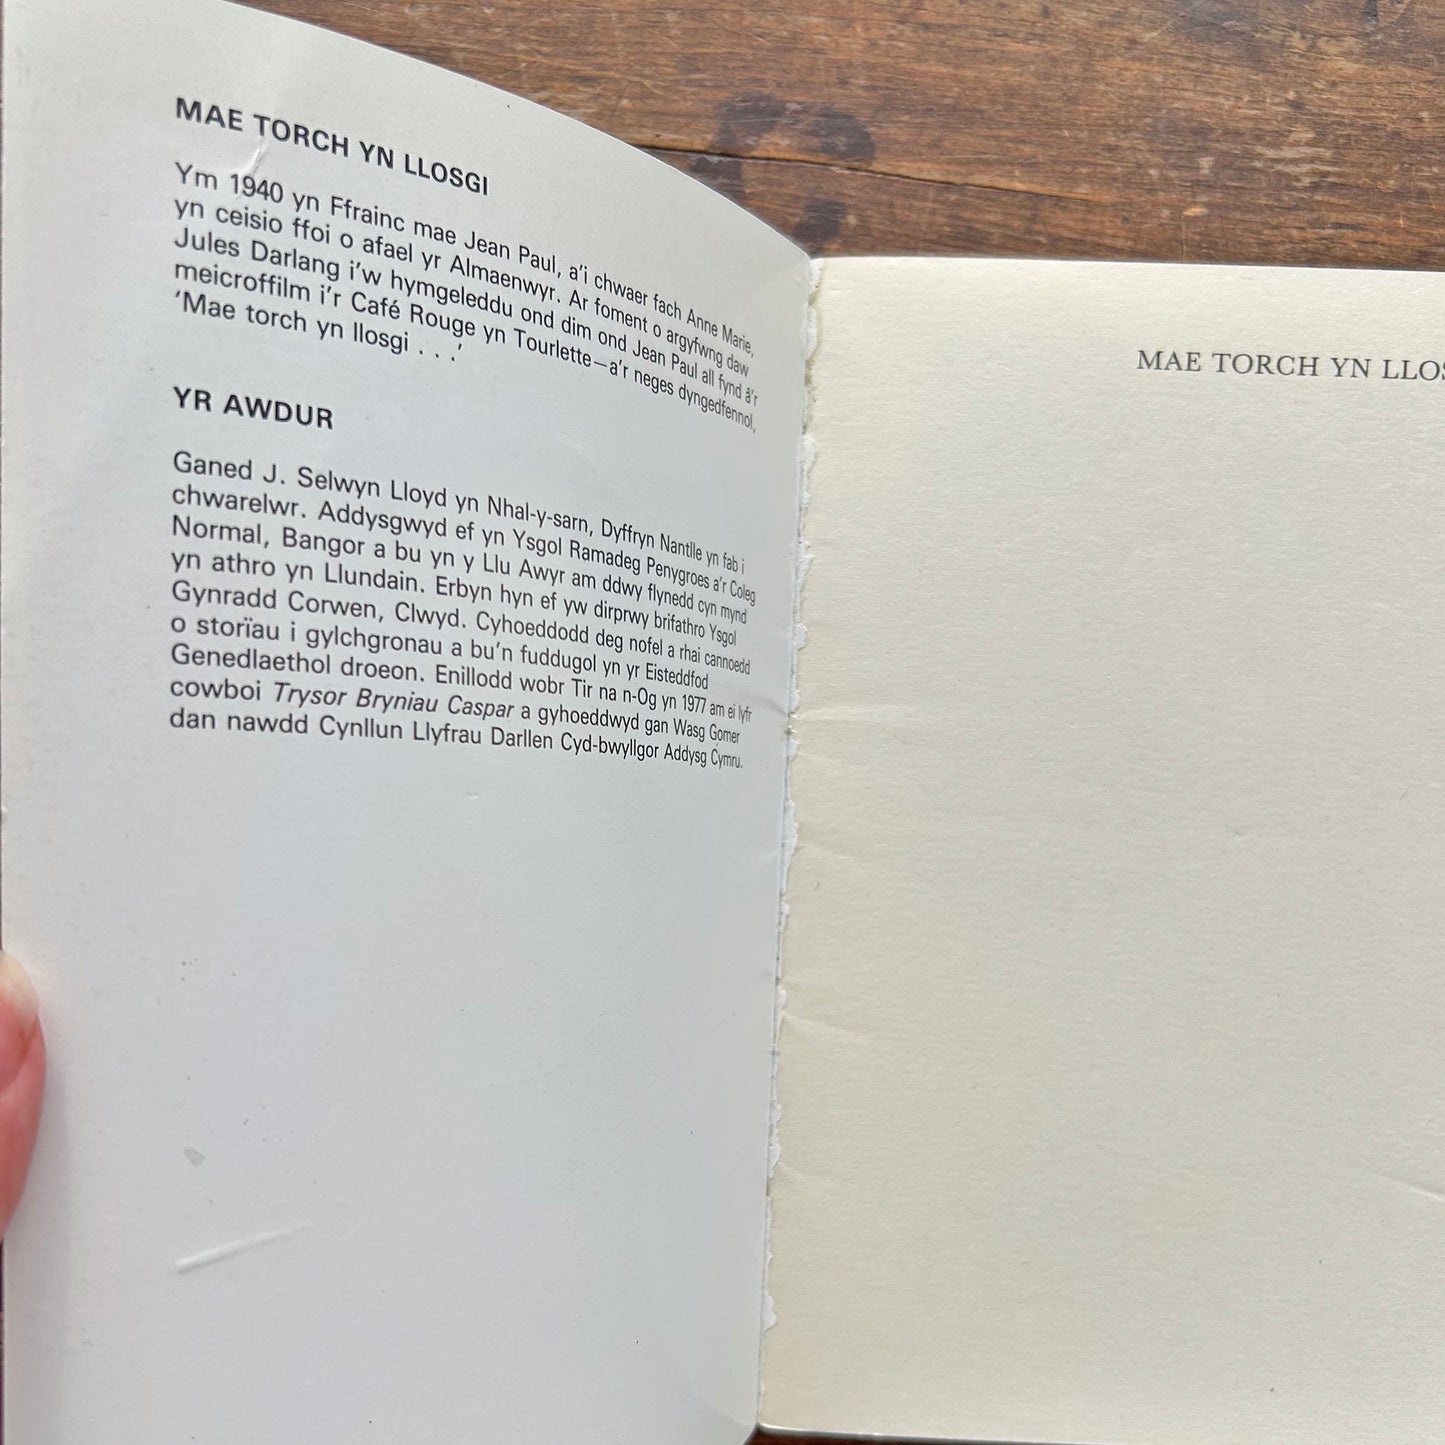 MAE TORCH YN LLOSGI
Ym 1940 yn Ffrainc mae Jean Paul, a'i chwaer fach Anne Marie,
yn ceisio ffoi o afael yr Almaenwyr. Ar foment o argyfwng daw
Jules Darlang i'w hymgeleddu ond dim ond Jean Paul all fynd â'r
meicroffilm i'r Café Rouge yn Tourlette—a'r neges dyngedfennol,
'Mae torch yn llosgi . . .'
YR AWDUR
Ganed J. Selwyn Lloyd yn Nhal-y-sarn, Dyffryn Nantlle yn fab i
chwarelwr. Addysgwyd ef yn Ysgol Ramadeg Penygroes a'r Coleg
Normal, Bangor a bu yn y Llu Awyr am ddwy flynedd cyn mynd
yn athro yn Llundain. Erbyn hyn ef yw dirprwy brifathro Ysgol
Gynradd Corwen, Clwyd. Cyhoeddodd deg nofel a rhai cannoedd
o storïau i gylchgronau a bu'n fuddugol yn yr Eisteddfod
Genedlaethol droeon. Enillodd wobr Tir na n-Og yn 1977 am ei lyfr
cowboi Trysor Bryniau Caspar a gyhoeddwyd gan Wasg Gomer
dan nawdd Cynllun Llyfrau Darllen Cyd-bwyllgor Addysg Cymru.
MAE TORCH YN LLOS